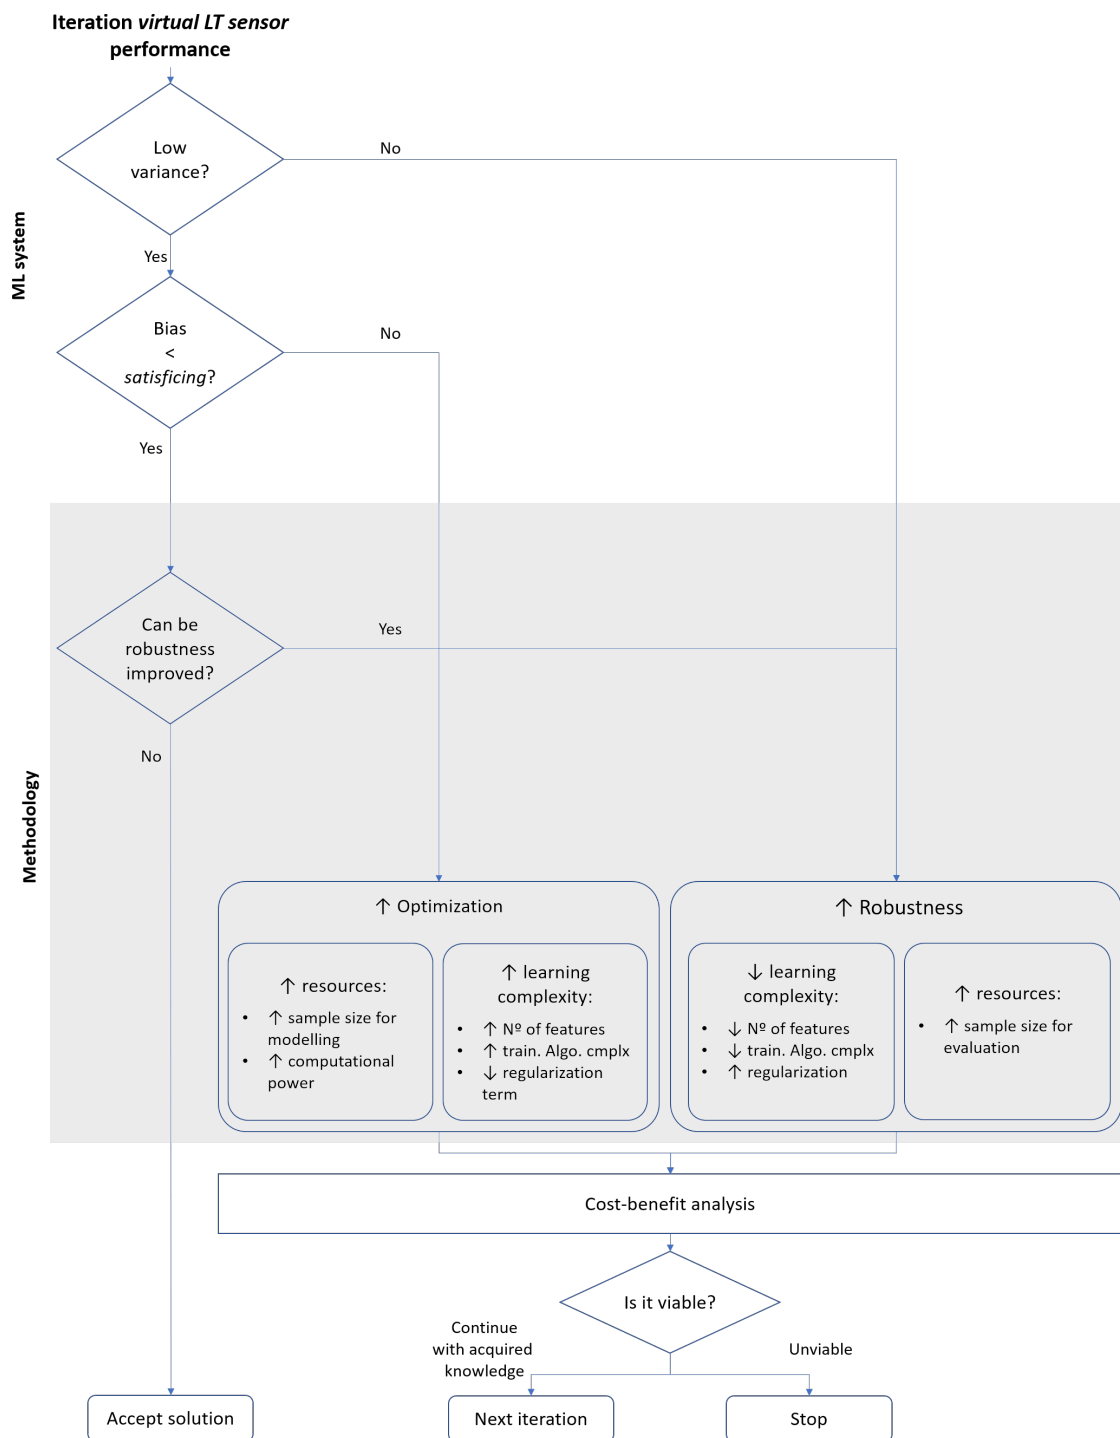 Iteration virtual LT sensor
performance
Low
variance?
No
Yes
ML system
Bias
<
satisficing?
No
Yes
Can be
robustness
improved?
Yes
No
Methodology
↑ Optimization
↑ resources:
• ↑ sample size for
modelling
• ↑ computational
power
↑ learning
complexity:
• ↑ Nº of features
• ↑ train. Algo. cmplx
• ↓ regularization
term
↑ Robustness
↓ learning
complexity:
• ↓ Nº of features
• ↓ train. Algo. cmplx
• ↑ regularization
↑ resources:
• ↑ sample size for
evaluation
Cost-benefit analysis
Is it viable?
Continue
with acquired
knowledge
Unviable
Accept solution
Next iteration
Stop